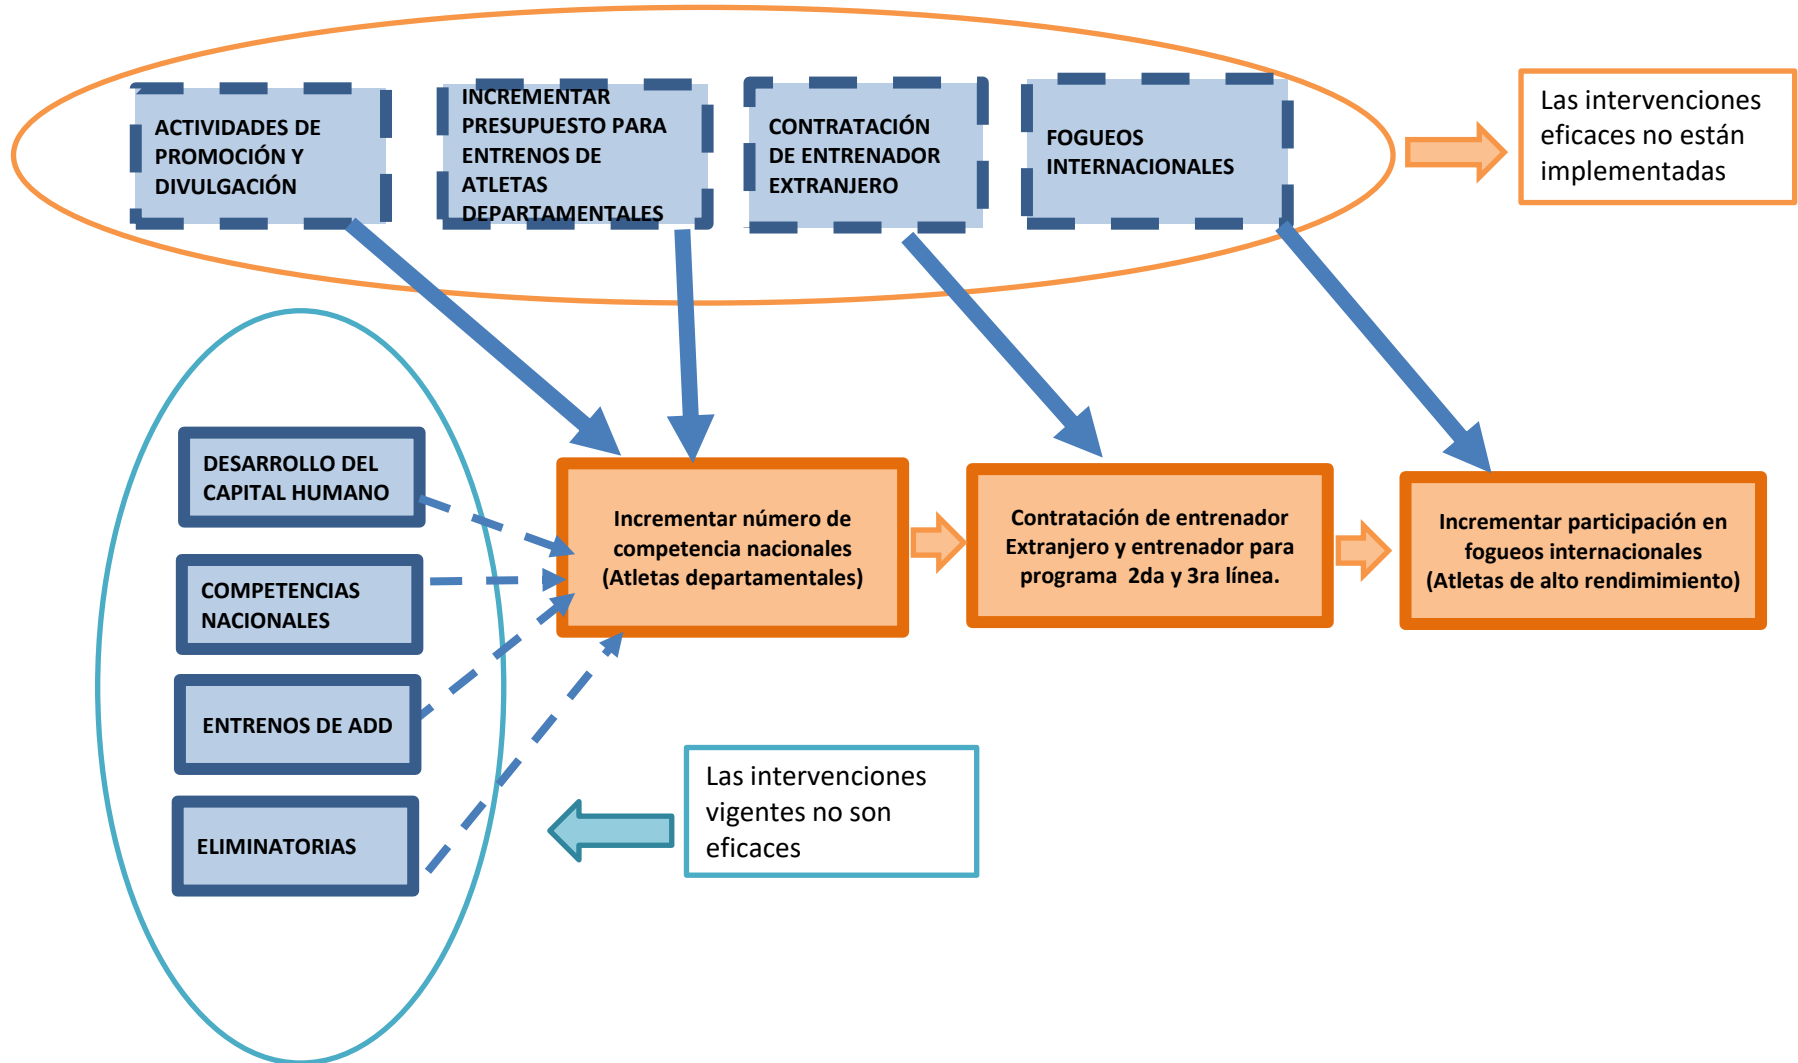 ACTIVIDADES DE
PROMOCIÓN Y
DIVULGACIÓN
INCREMENTAR
PRESUPUESTO PARA
ENTRENOS DE
ATLETAS
DEPARTAMENTALES
CONTRATACIÓN
DE ENTRENADOR
EXTRANJERO
FOGUEOS
INTERNACIONALES
Las intervenciones
eficaces no están
implementadas
DESARROLLO DEL
CAPITAL HUMANO
COMPETENCIAS
NACIONALES
ENTRENOS DE ADD
ELIMINATORIAS
Incrementar número de
competencia nacionales
(Atletas departamentales)
Contratación de entrenador
Extranjero y entrenador para
programa 2da y 3ra línea.
Incrementar participación en
fogueos internacionales
(Atletas de alto rendimimiento)
Las intervenciones
vigentes no son
eficaces